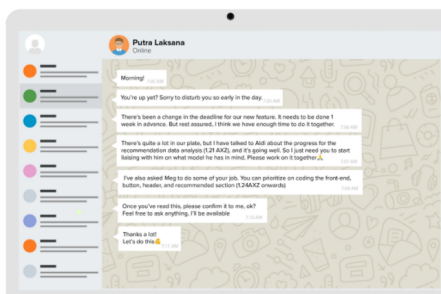 Putra Laksana
Online
Morning!
You're up yet? Sorry to disturb you so early in the day.
There's been a change in the deadline for our new feature. It needs to be done 1
week in advance. But rest assured, I think we have enough time to do it together.
There's quite a lot in our plate, but I have talked to Aldi about the progress for the
recommendation data analysis (1.21 AXZ), and it's going well. So I just need you to start
liaising with him on what model he has in mind. Please work on it together🙏
I've also asked Meg to do some of your job. You can prioritize on coding the front-end,
button, header, and recommended section (1.24AXZ onwards)
Once you've read this, please confirm it to me, ok?
Feel free to ask anything, I'll be available
Thanks a lot!
Let's do this💪